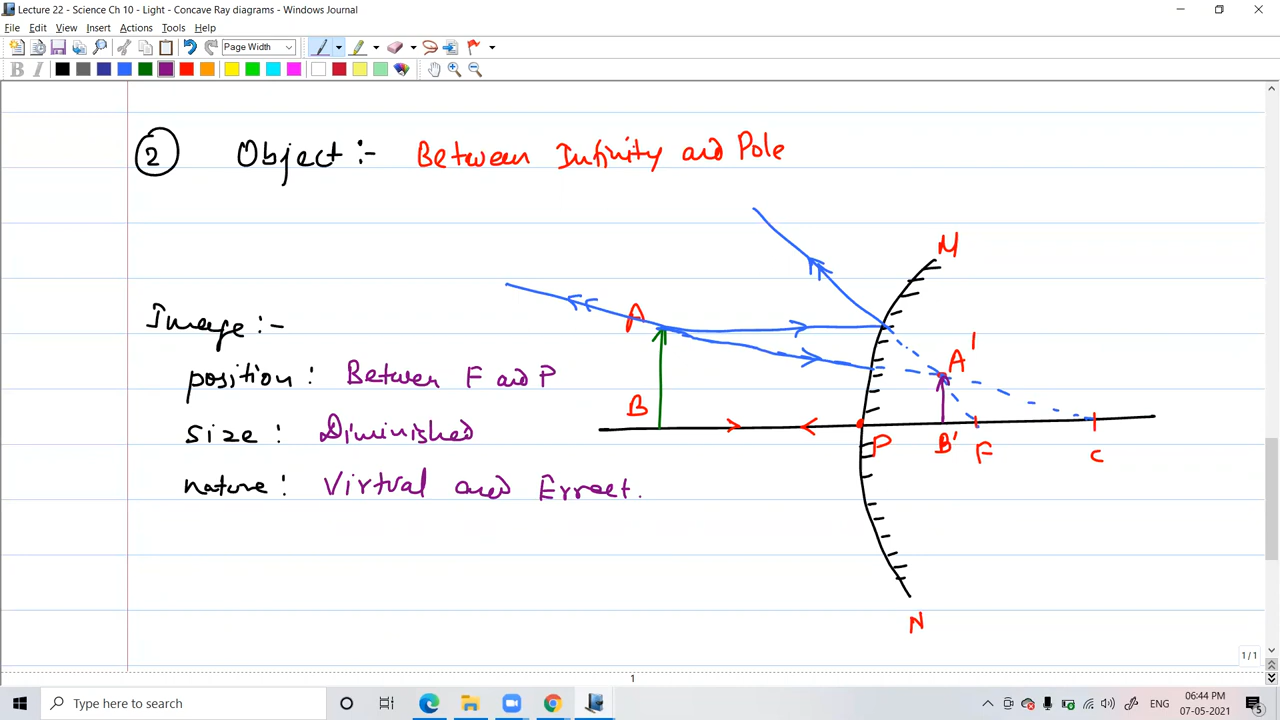 Lecture 22 - Science Ch 10 - Light - Concave Ray diagrams - Windows Journal
File Edit View Insert Actions Tools Help
Page Width
B I
2 Object :- Between Infinity and Pole
M
Image :-
A
A'
position : Between F and P
B
P B' F C
size : Diminished
nature : Virtual and Errect.
N
1/1
1
Type here to search
ENG
06:44 PM
07-05-2021
5